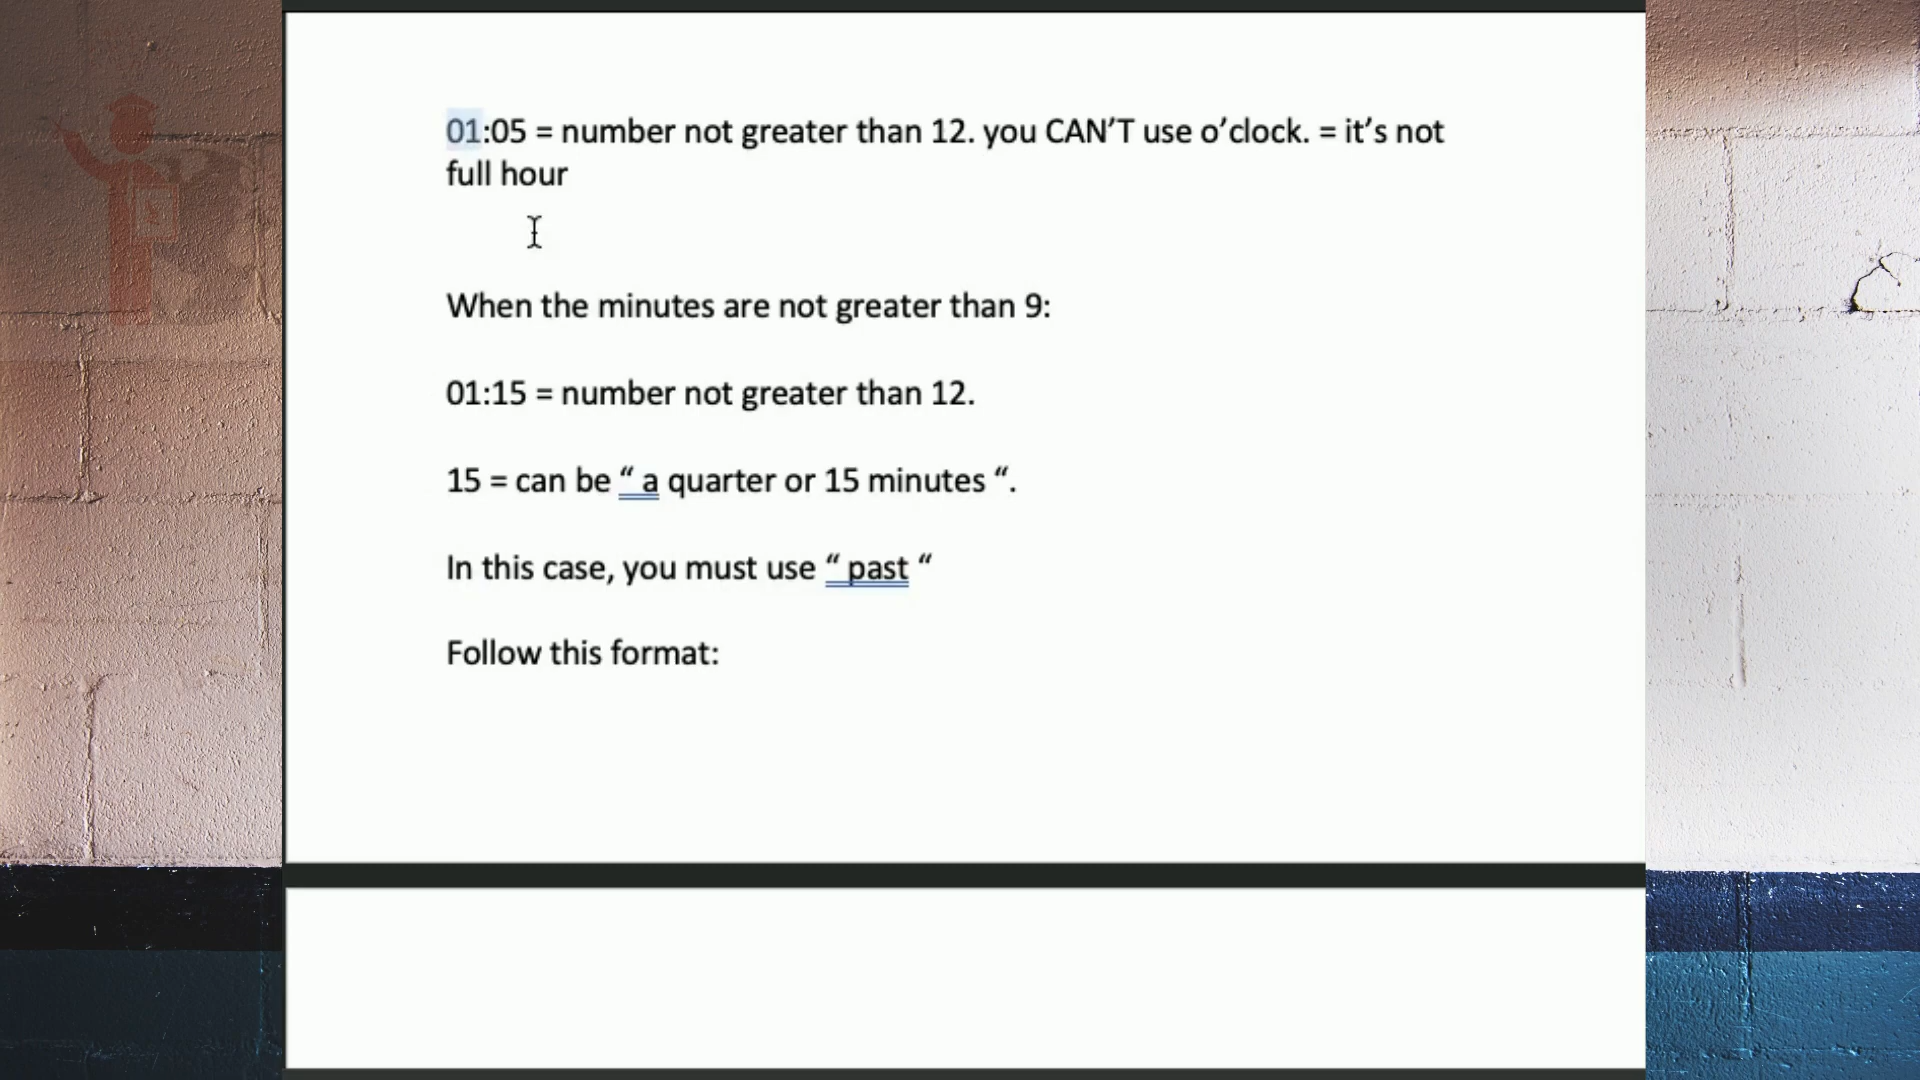 01:05 = number not greater than 12. you CAN’T use o’clock. = it’s not
full hour
When the minutes are not greater than 9:
01:15 = number not greater than 12.
15 = can be “ a quarter or 15 minutes “.
In this case, you must use “ past “
Follow this format: